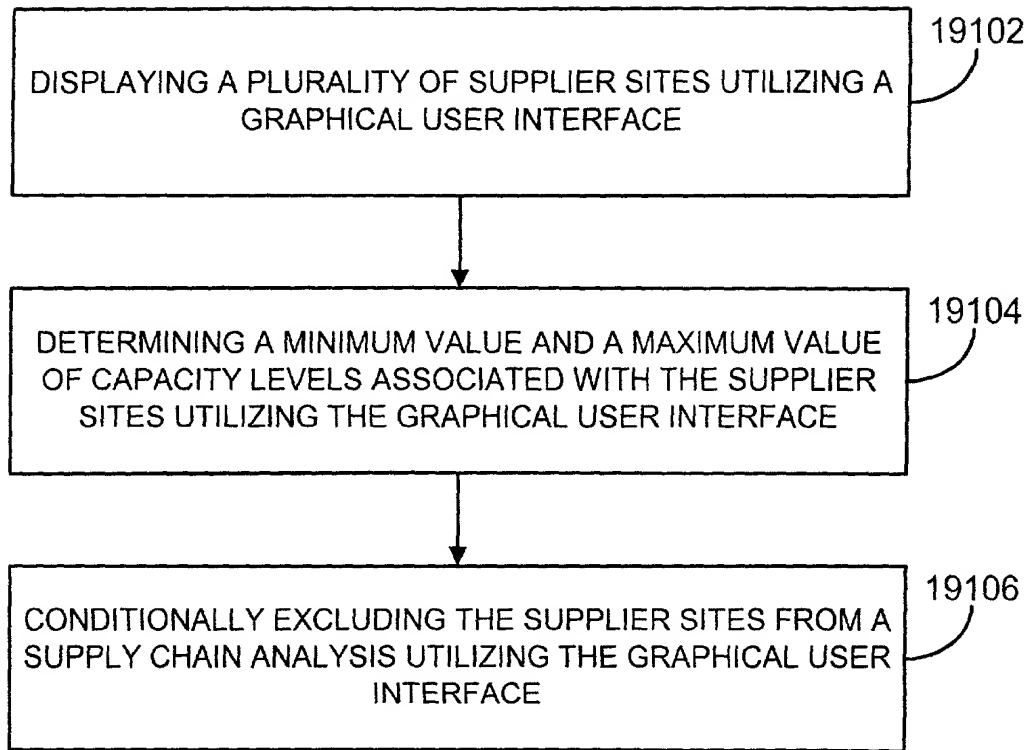 19102
DISPLAYING A PLURALITY OF SUPPLIER SITES UTILIZING A
GRAPHICAL USER INTERFACE
19104
DETERMINING A MINIMUM VALUE AND A MAXIMUM VALUE
OF CAPACITY LEVELS ASSOCIATED WITH THE SUPPLIER
SITES UTILIZING THE GRAPHICAL USER INTERFACE
19106
CONDITIONALLY EXCLUDING THE SUPPLIER SITES FROM A
SUPPLY CHAIN ANALYSIS UTILIZING THE GRAPHICAL USER
INTERFACE